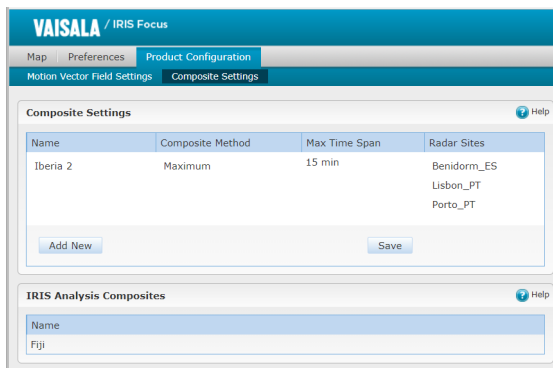 VAISALA / IRIS Focus
Map Preferences Product Configuration
Motion Vector Field Settings Composite Settings
Composite Settings Help
Name Composite Method Max Time Span Radar Sites
Iberia 2 Maximum 15 min Benidorm_ES
Lisbon_PT
Porto_PT
Add New Save
IRIS Analysis Composites Help
Name
Fiji